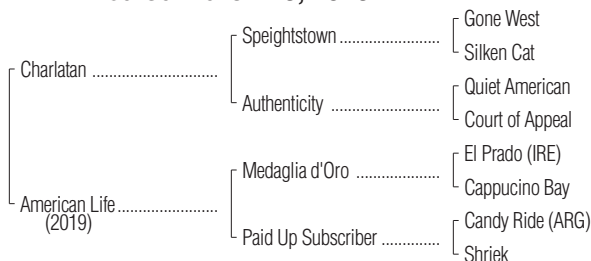 Gone West
Speightstown
Silken Cat
Charlatan
Quiet American
Authenticity
Court of Appeal
El Prado (IRE)
Medaglia d'Oro
Cappucino Bay
American Life
(2019)
Candy Ride (ARG)
Paid Up Subscriber
Shriek